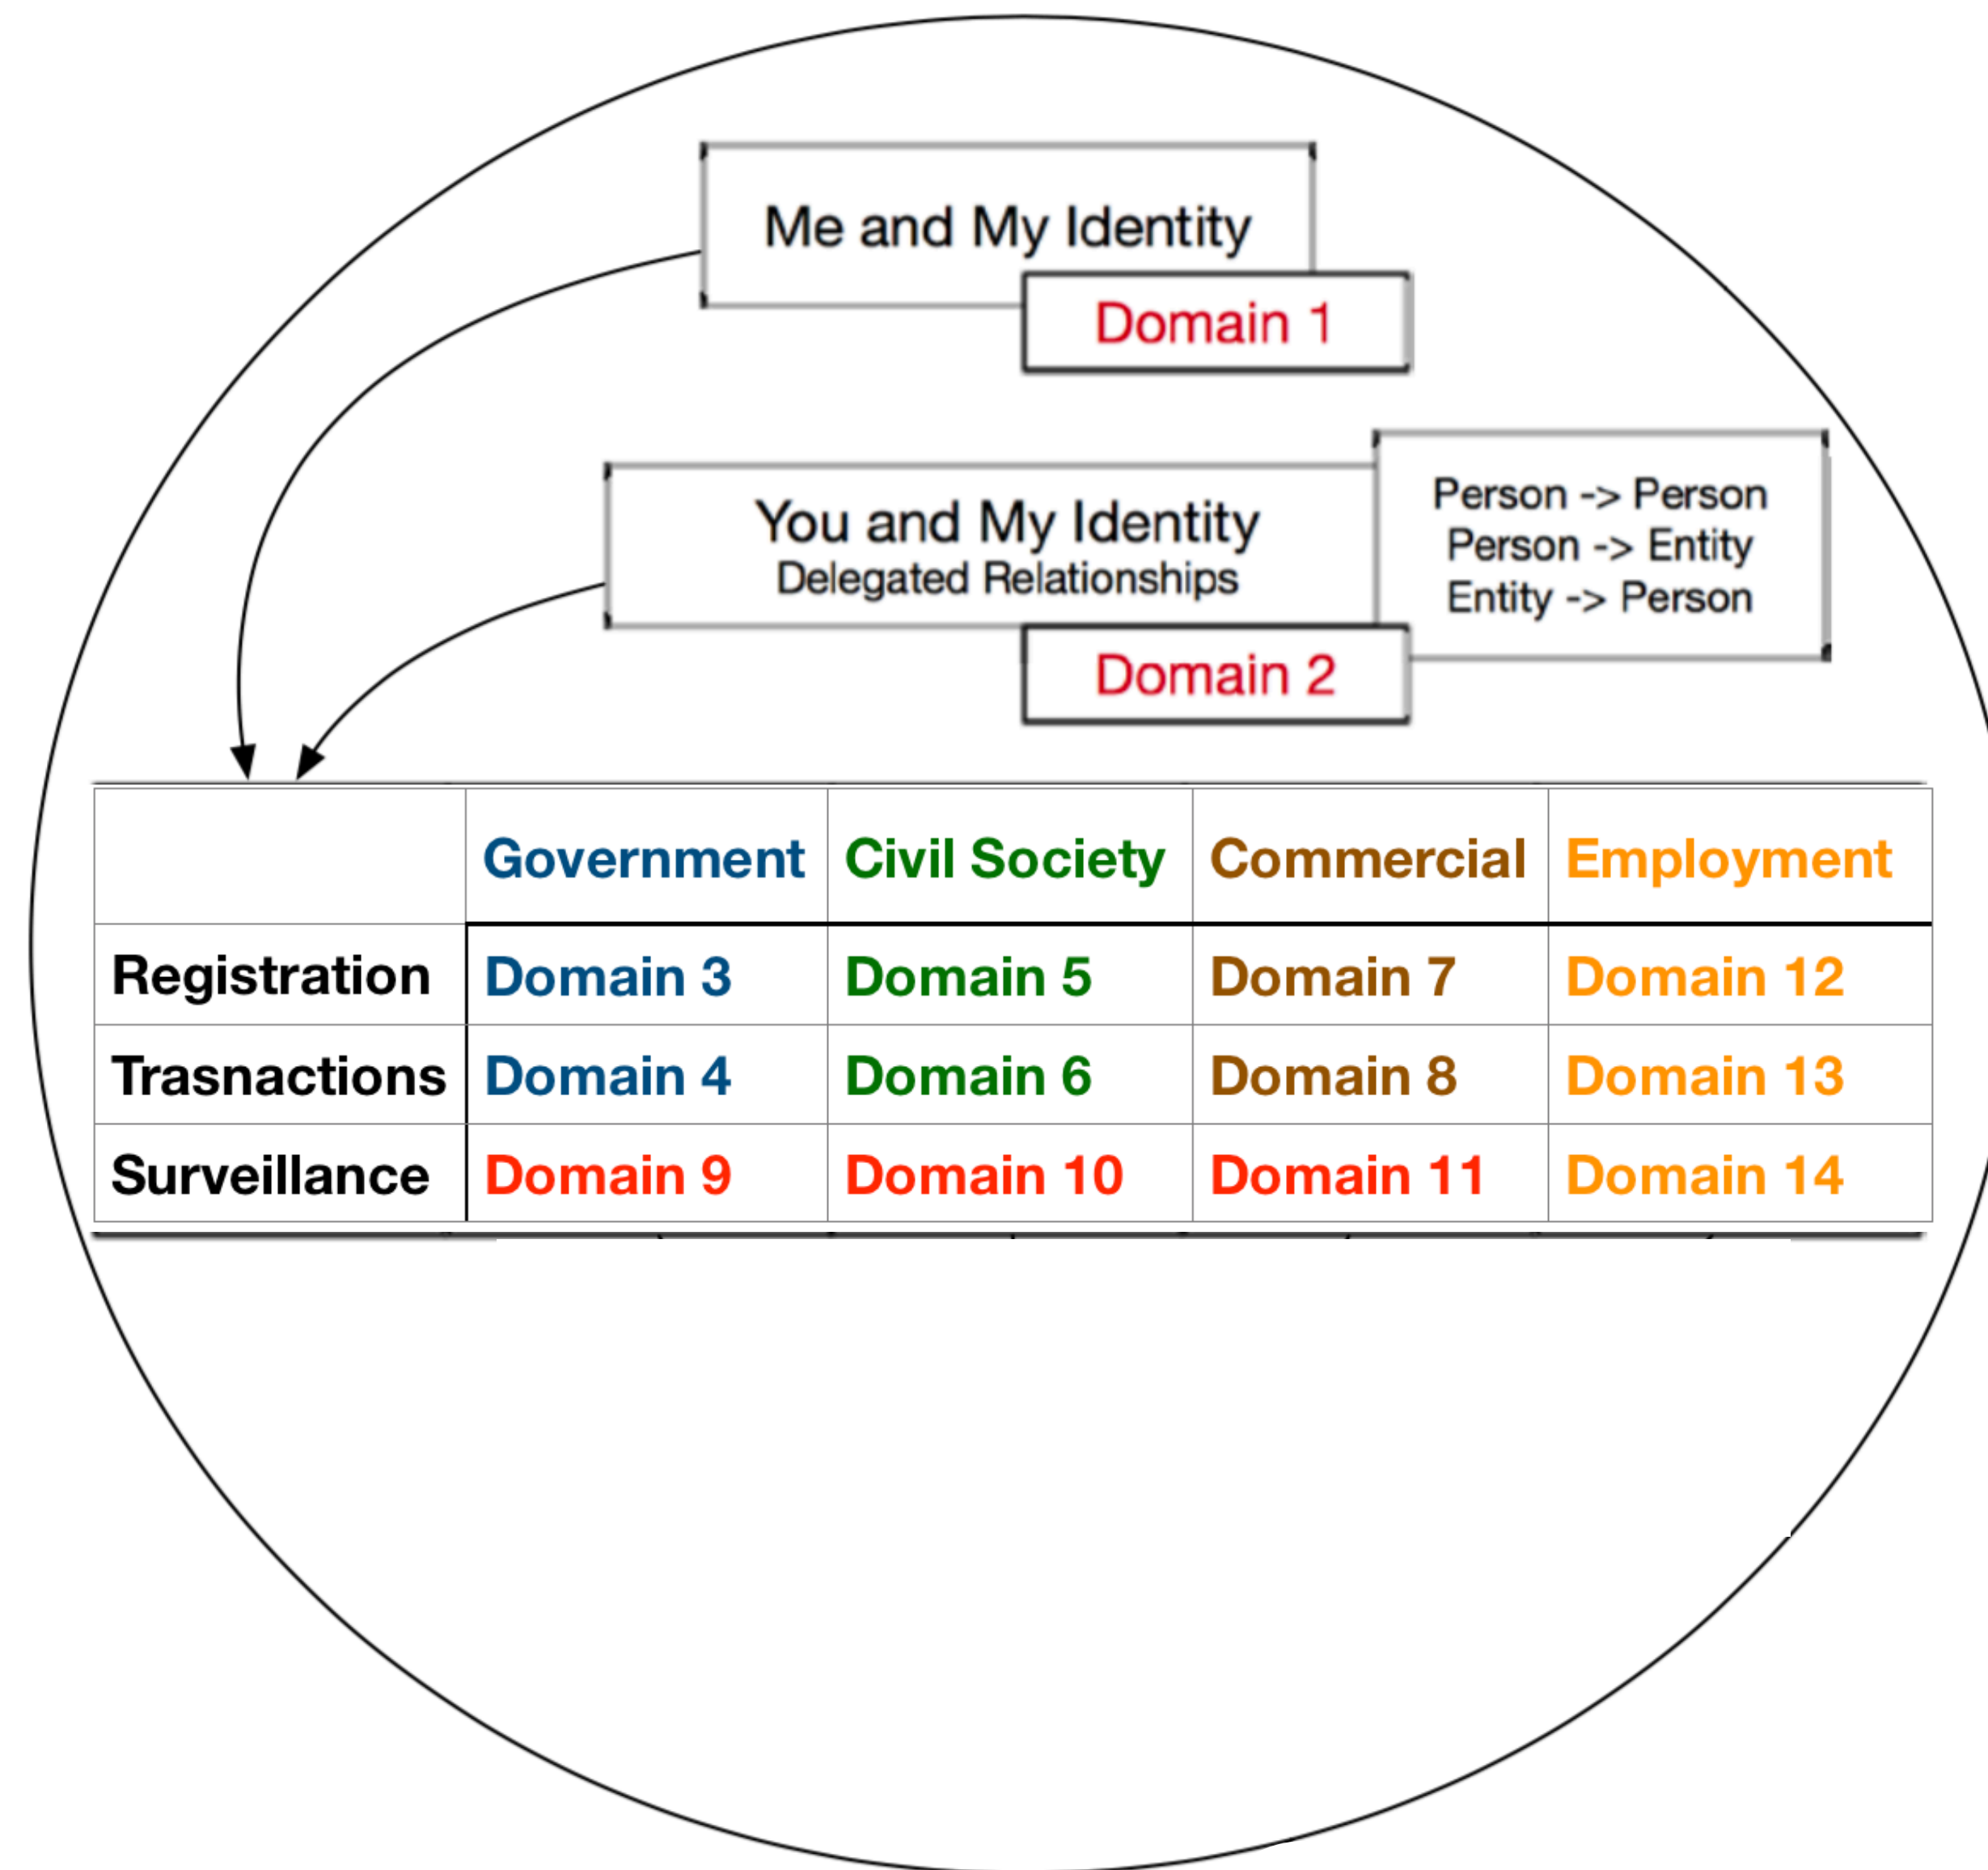 Me and My Identity
Domain 1
You and My Identity
Delegated Relationships
Person -> Person
Person -> Entity
Entity -> Person
Domain 2
Government Civil Society Commercial Employment
Registration Domain 3 Domain 5 Domain 7 Domain 12
Trasnactions Domain 4 Domain 6 Domain 8 Domain 13
Surveillance Domain 9 Domain 10 Domain 11 Domain 14